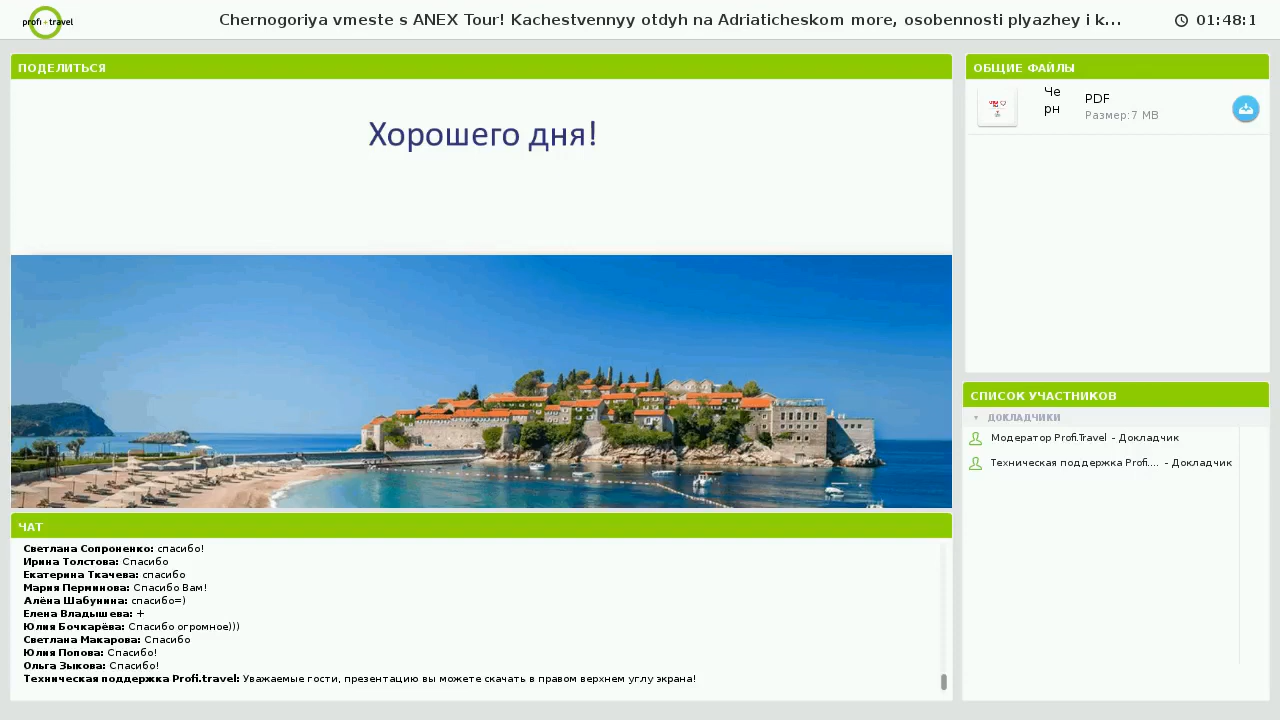 profi travel
Chernogoriya vmeste s ANEX Tour! Kachestvennyy otdyh na Adriaticheskom more, osobennosti plyazhey i k...
01:48:1
ПОДЕЛИТЬСЯ
Хорошего дня!
ОБЩИЕ ФАЙЛЫ
Че
рн
PDF
Размер:7 MB
СПИСОК УЧАСТНИКОВ
ДОКЛАДЧИКИ
Модератор Profi.Travel - Докладчик
Техническая поддержка Profi.... - Докладчик
ЧАТ
Светлана Сопроненко: спасибо!
Ирина Толстова: Спасибо
Екатерина Ткачева: спасибо
Мария Перминова: Спасибо Вам!
Алёна Шабунина: спасибо=)
Елена Владышева: +
Юлия Бочкарёва: Спасибо огромное)))
Светлана Макарова: Спасибо
Юлия Попова: Спасибо!
Ольга Зыкова: Спасибо!
Техническая поддержка Profi.travel: Уважаемые гости, презентацию вы можете скачать в правом верхнем углу экрана!